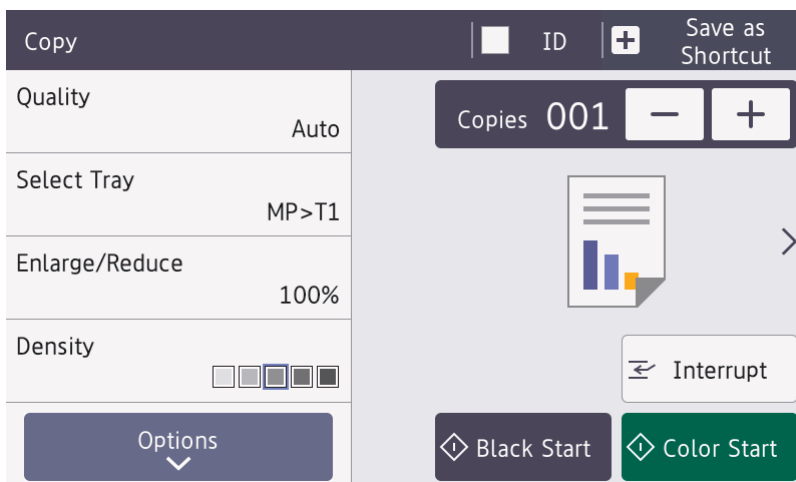 Copy
ID
Save as
Shortcut
Quality
Auto
Copies 001
Select Tray
MP>T1
Enlarge/Reduce
100%
Density
Interrupt
Options
Black Start
Color Start